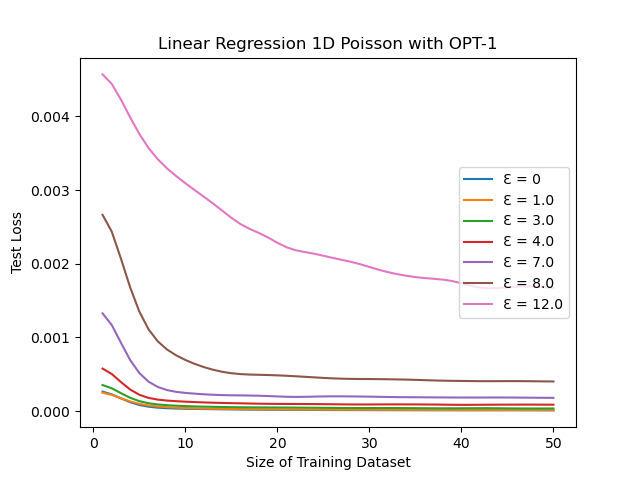 Linear Regression 1D Poisson with OPT-1
Test Loss
0.004
0.003
0.002
0.001
0.000
0
10
20
30
40
50
Size of Training Dataset
Ɛ = 0
Ɛ = 1.0
Ɛ = 3.0
Ɛ = 4.0
Ɛ = 7.0
Ɛ = 8.0
Ɛ = 12.0